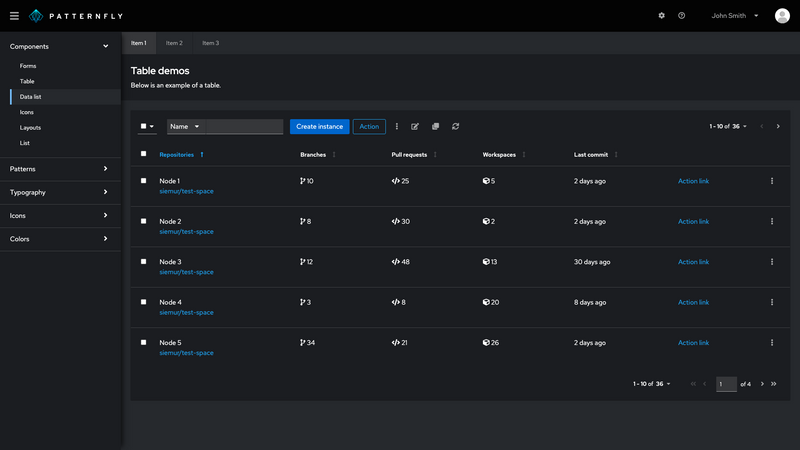 PATTERNFLY
John Smith
Components
Forms
Table
Data list
Icons
Layouts
List
Patterns
Typography
Icons
Colors
Item 1 Item 2 Item 3
Table demos
Below is an example of a table.
Name Create instance Action 1 - 10 of 36
Repositories Branches Pull requests Workspaces Last commit
Node 1 10 25 5 2 days ago Action link
siemur/test-space
Node 2 8 30 2 2 days ago Action link
siemur/test-space
Node 3 12 48 13 30 days ago Action link
siemur/test-space
Node 4 3 8 20 8 days ago Action link
siemur/test-space
Node 5 34 21 26 2 days ago Action link
siemur/test-space
1 - 10 of 36 1 of 4